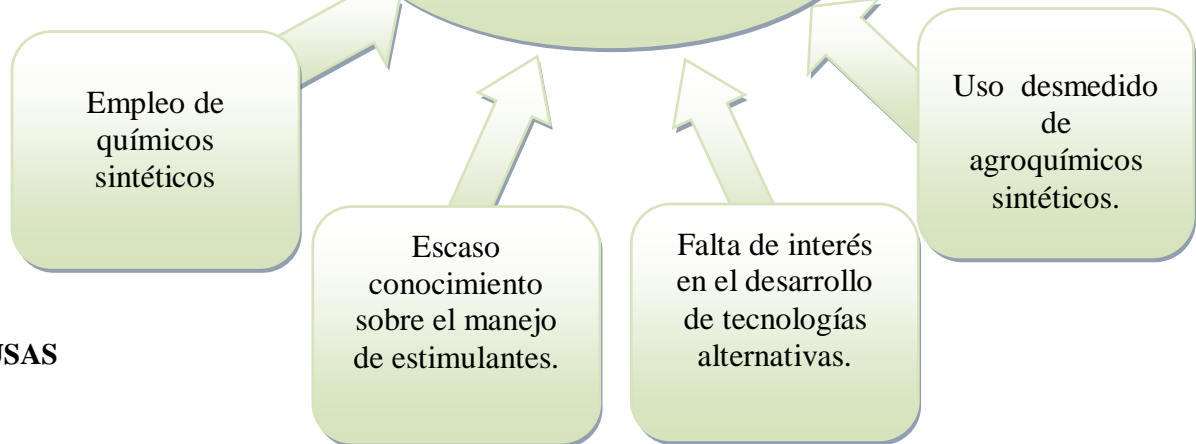 Empleo de
químicos
sintéticos
Escaso
conocimiento
sobre el manejo
de estimulantes.
Falta de interés
en el desarrollo
de tecnologías
alternativas.
Uso desmedido
de
agroquímicos
sintéticos.
USAS